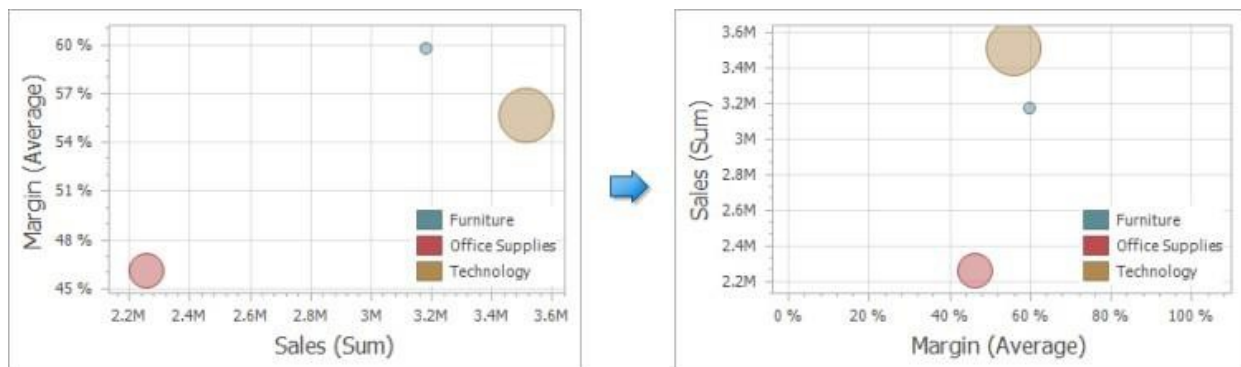 60 %
57 %
54 %
51 %
48 %
45 %
Margin (Average)
Furniture
Office Supplies
Technology
2.2M 2.4M 2.6M 2.8M 3M 3.2M 3.4M 3.6M
Sales (Sum)
3.6M
3.4M
3.2M
3M
2.8M
2.6M
2.4M
2.2M
Sales (Sum)
Furniture
Office Supplies
Technology
0 % 20 % 40 % 60 % 80 % 100 %
Margin (Average)